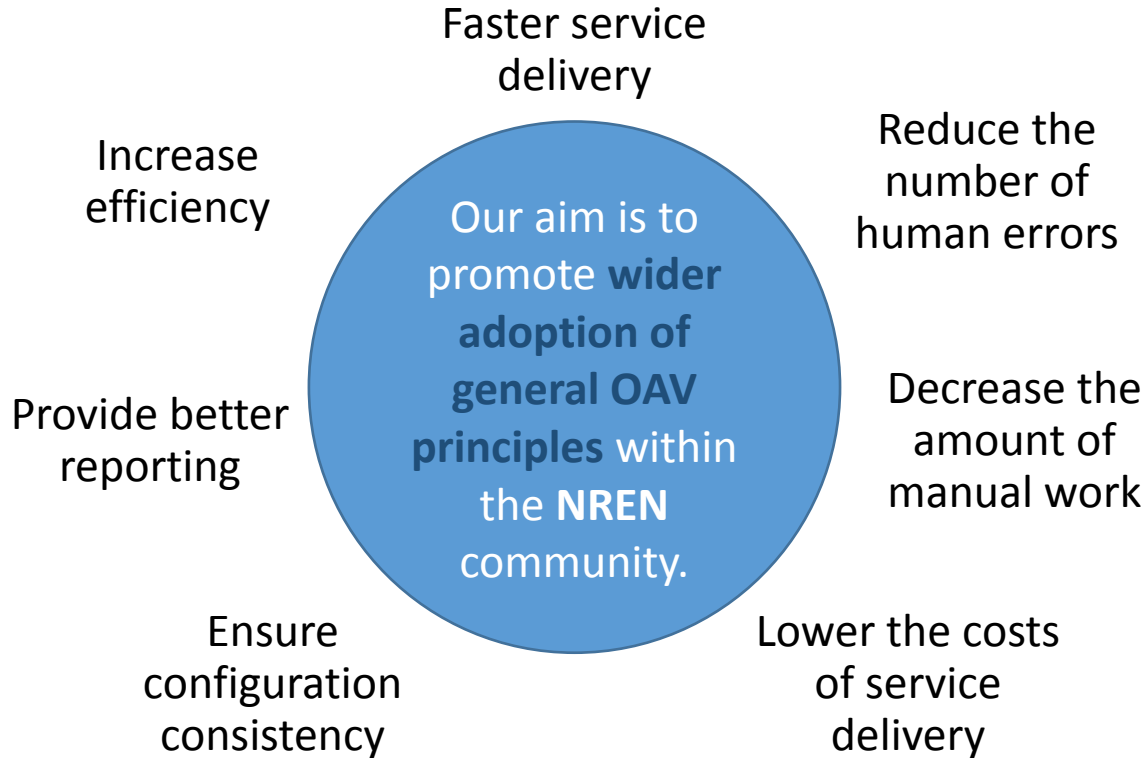 Faster service
delivery
Increase
efficiency
Reduce the
number of
human errors
Our aim is to
promote wider
adoption of
general OAV
principles within
the NREN
community.
Provide better
reporting
Decrease the
amount of
manual work
Ensure
configuration
consistency
Lower the costs
of service
delivery